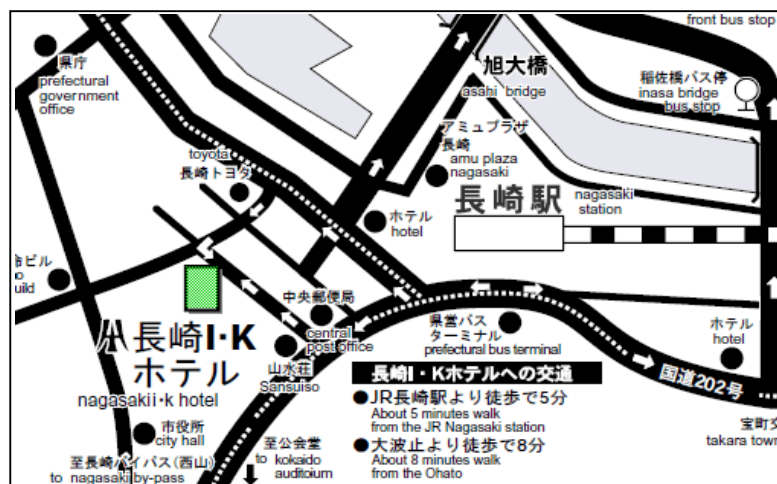 front bus stop
県庁
prefectural
government
office
旭大橋
asahi bridge
稲佐橋バス停
inasa bridge
bus stop
アミュプラザ
長崎
amu plaza
nagasaki
toyota
長崎トヨタ
ホテル
hotel
長崎駅
nagasaki
station
命ビル
uild
中央郵便局
central
post office
県営バス
ターミナル
prefectural bus terminal
ホテル
hotel
長崎I・K
ホテル
nagasakii・k hotel
山水荘
Sansuiso
国道202号
市役所
city hall
至長崎バイパス(西山)
to nagasaki by-pass
至公会堂
to kokaido
auditoium
長崎I・Kホテルへの交通
●JR長崎駅より徒歩で5分
About 5 minutes walk
from the JR Nagasaki station
●大波止より徒歩で8分
About 8 minutes walk
from the Ohato
宝町交
takara town